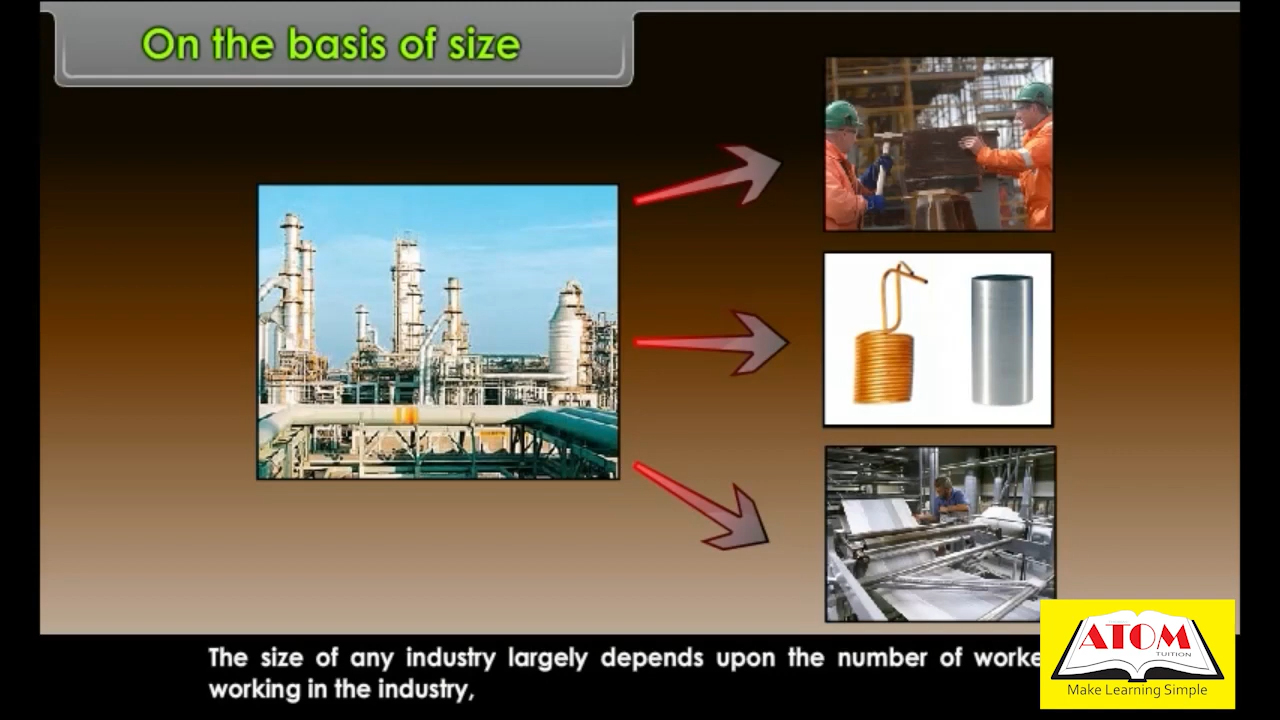 On the basis of size
The size of any industry largely depends upon the number of
working in the industry,
ATOM
TUITION
Make Learning Simple